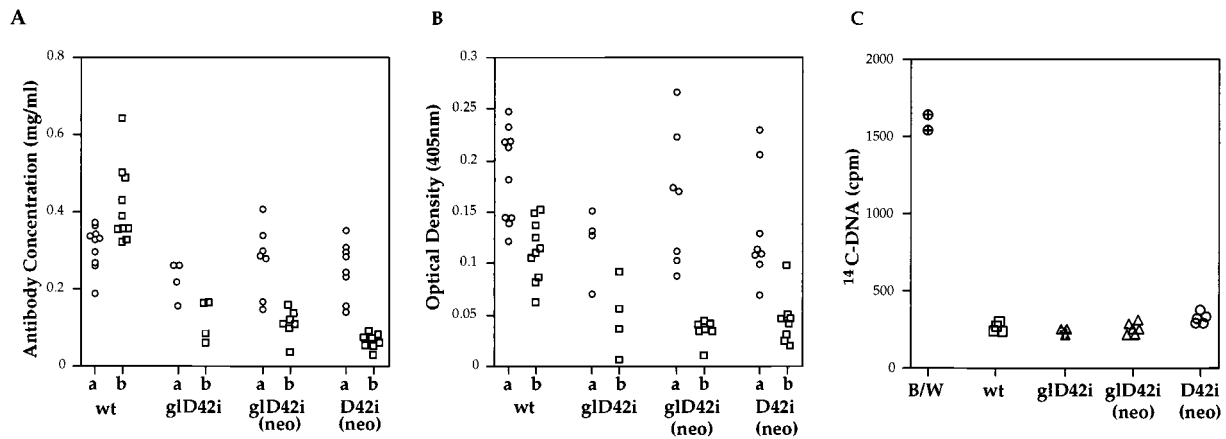 A
Antibody Concentration (mg/ml)
0.8
0.6
0.4
0.2
0
a b a b a b a b
wt glD42i glD42i D42i
(neo) (neo)
B
Optical Density (405nm)
0.3
0.25
0.2
0.15
0.1
0.05
0
a b a b a b a b
wt glD42i glD42i D42i
(neo) (neo)
C
14C-DNA (cpm)
2000
1500
1000
500
0
B/W wt glD42i glD42i D42i
(neo) (neo)